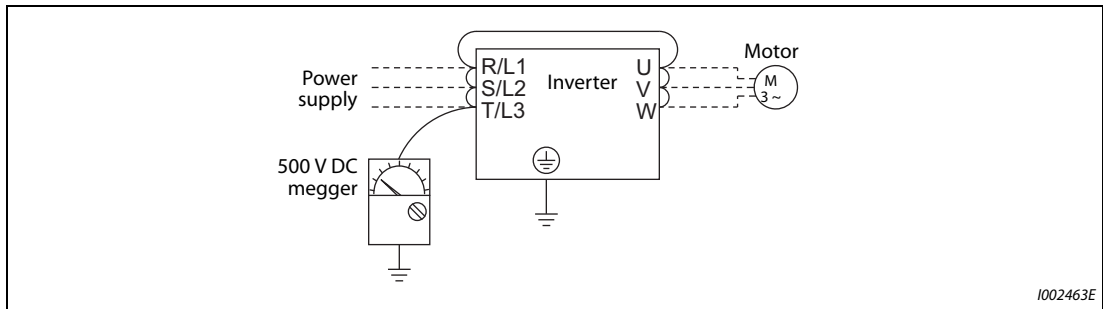 Motor
R/L1
U
Power
supply
S/L2
Inverter
V
M
3 ~
T/L3
W
500 V DC
megger
I002463E